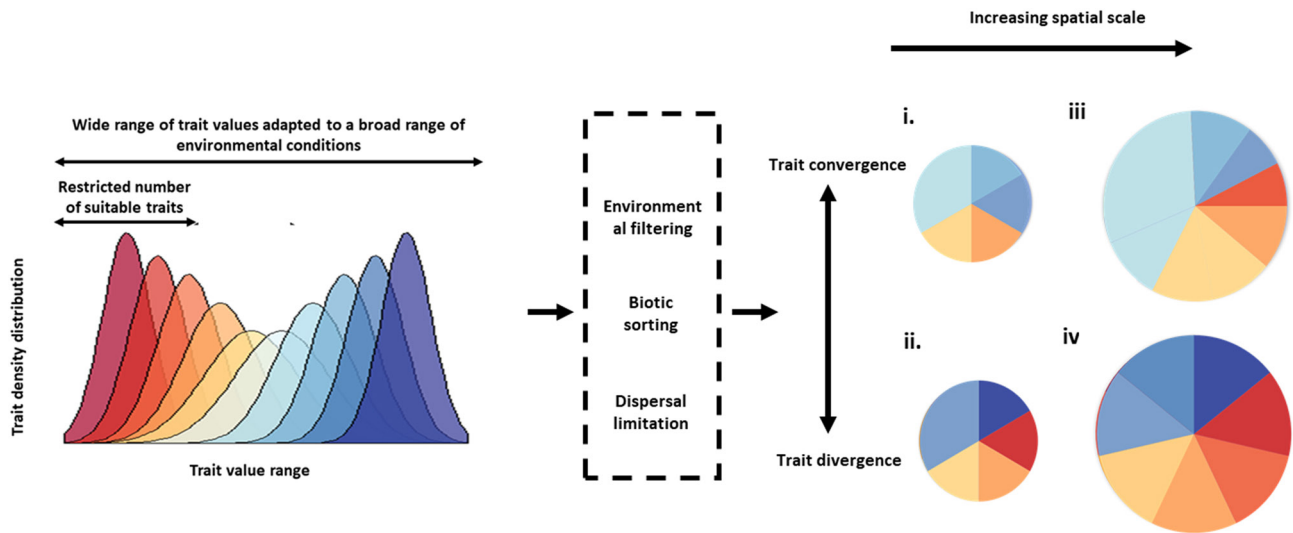 Increasing spatial scale
Wide range of trait values adapted to a broad range of
environmental conditions
Restricted number
of suitable traits
Trait density distribution
Trait value range
Environment
al filtering
Biotic
sorting
Dispersal
limitation
Trait convergence
Trait divergence
i.
iii
ii.
iv